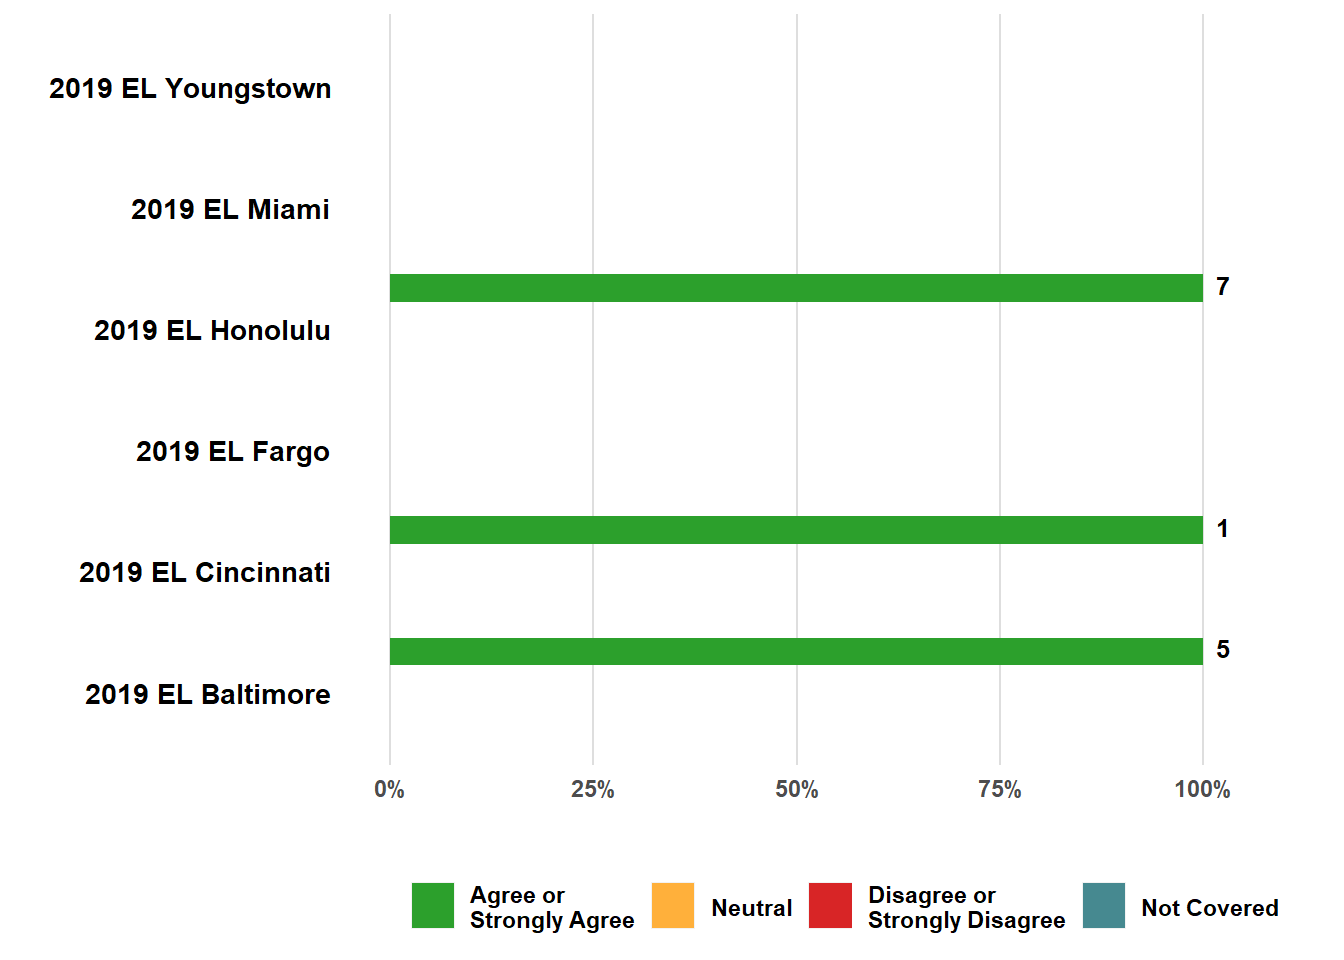 2019 EL Youngstown
2019 EL Miami
7
2019 EL Honolulu
2019 EL Fargo
1
2019 EL Cincinnati
5
2019 EL Baltimore
0% 25% 50% 75% 100%
Agree or
Strongly Agree
Neutral
Disagree or
Strongly Disagree
Not Covered